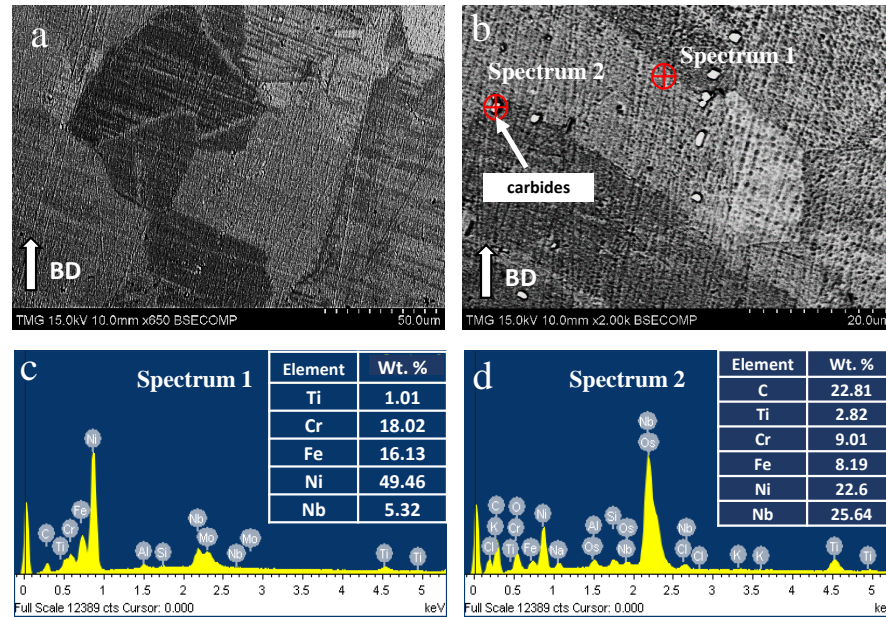 a
BD
TMG 15.0kV 10.0mm x650 BSECOMP 50.0um
b
Spectrum 1
Spectrum 2
carbides
BD
TMG 15.0kV 10.0mm x2.00k BSECOMP 20.0um
c
Spectrum 1
Element Wt. %
Ti 1.01
Cr 18.02
Fe 16.13
Ni 49.46
Nb 5.32
Ni
Fe
Cr
C
Ti
Al
Si
Nb
Mo
Nb
Mo
Ti
Ti
0 0.5 1 1.5 2 2.5 3 3.5 4 4.5 5
Full Scale 12389 cts Cursor: 0.000 keV
d
Spectrum 2
Element Wt. %
C 22.81
Ti 2.82
Cr 9.01
Fe 8.19
Ni 22.6
Nb 25.64
Nb
Os
C
K
Cl
O
Cr
Ti
Ni
Fe
Na
Al
Os
Si
Os
Nb
Nb
Cl
Cl
K
K
Ti
Ti
0 0.5 1 1.5 2 2.5 3 3.5 4 4.5 5
Full Scale 12389 cts Cursor: 0.000 ke